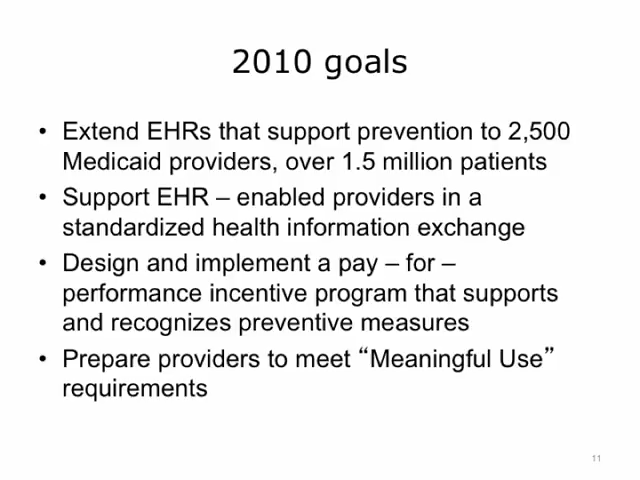 2010 goals
• Extend EHRs that support prevention to 2,500
Medicaid providers, over 1.5 million patients
• Support EHR – enabled providers in a
standardized health information exchange
• Design and implement a pay – for –
performance incentive program that supports
and recognizes preventive measures
• Prepare providers to meet “Meaningful Use”
requirements
11